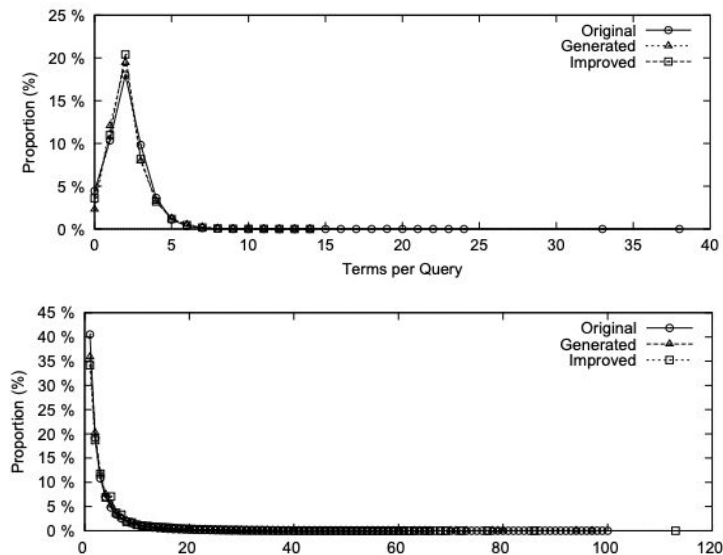 25 %
20 %
15 %
10 %
5 %
0 %
Proportion (%)
Original
Generated
Improved
0 5 10 15 20 25 30 35 40
Terms per Query
45 %
40 %
35 %
30 %
25 %
20 %
15 %
10 %
5 %
0 %
Proportion (%)
Original
Generated
Improved
0 20 40 60 80 100 120